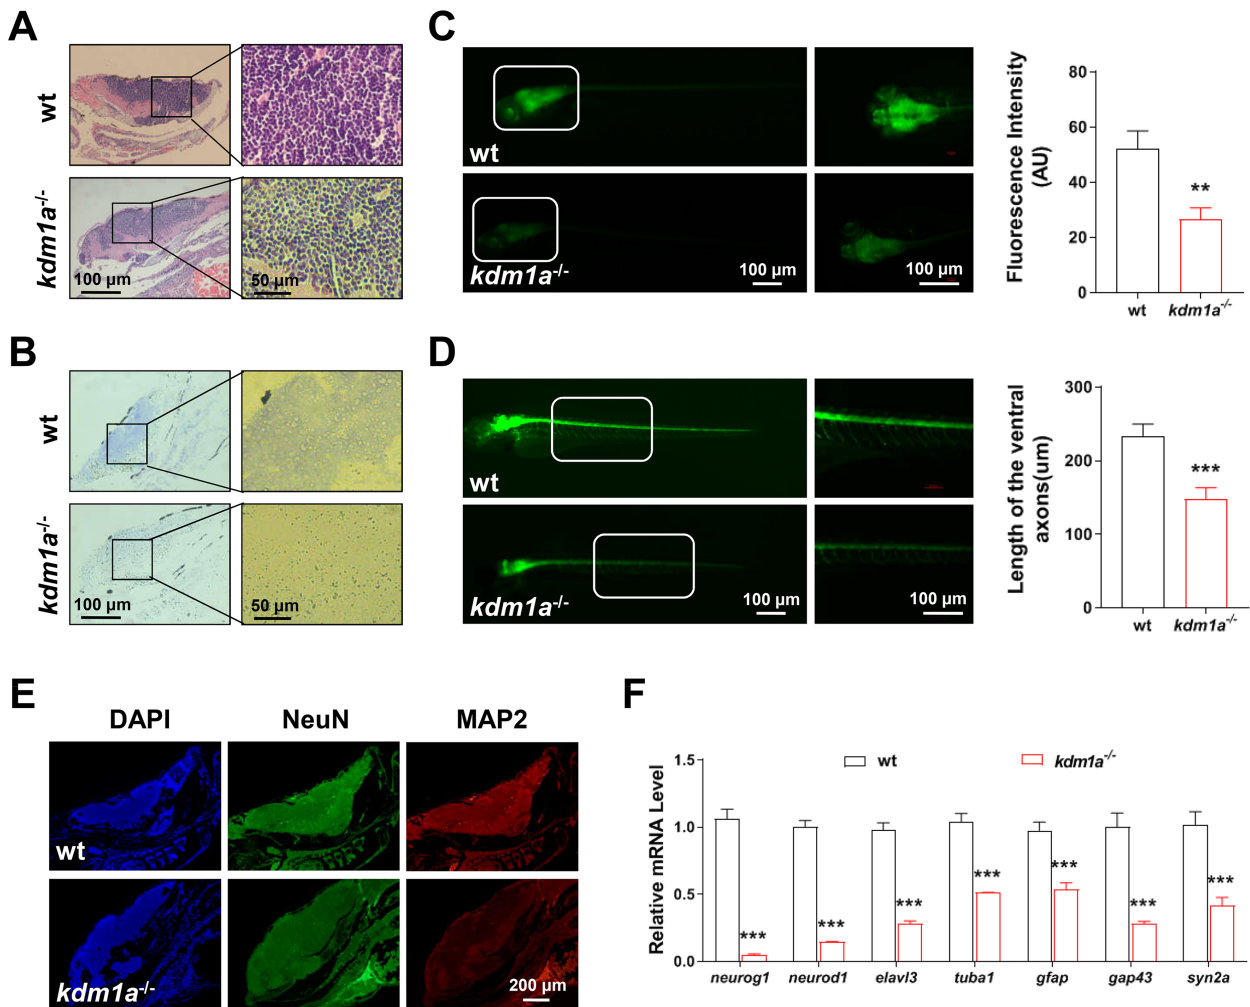 A
wt
kdm1a-/-
100 µm
50 µm
B
wt
kdm1a-/-
100 µm
50 µm
C
wt
kdm1a-/-
100 µm
100 µm
Fluorescence Intensity
(AU)
80
60
40
20
0
**
wt
kdm1a-/-
D
wt
kdm1a-/-
100 µm
100 µm
Length of the ventral
axons(um)
300
200
100
0
***
wt
kdm1a-/-
E
DAPI NeuN MAP2
wt
kdm1a-/-
200 µm
F
Relative mRNA Level
1.5
1.0
0.5
0.0
wt
kdm1a-/-
*** *** *** *** *** *** ***
neurog1 neurod1 elavl3 tuba1 gfap gap43 syn2a